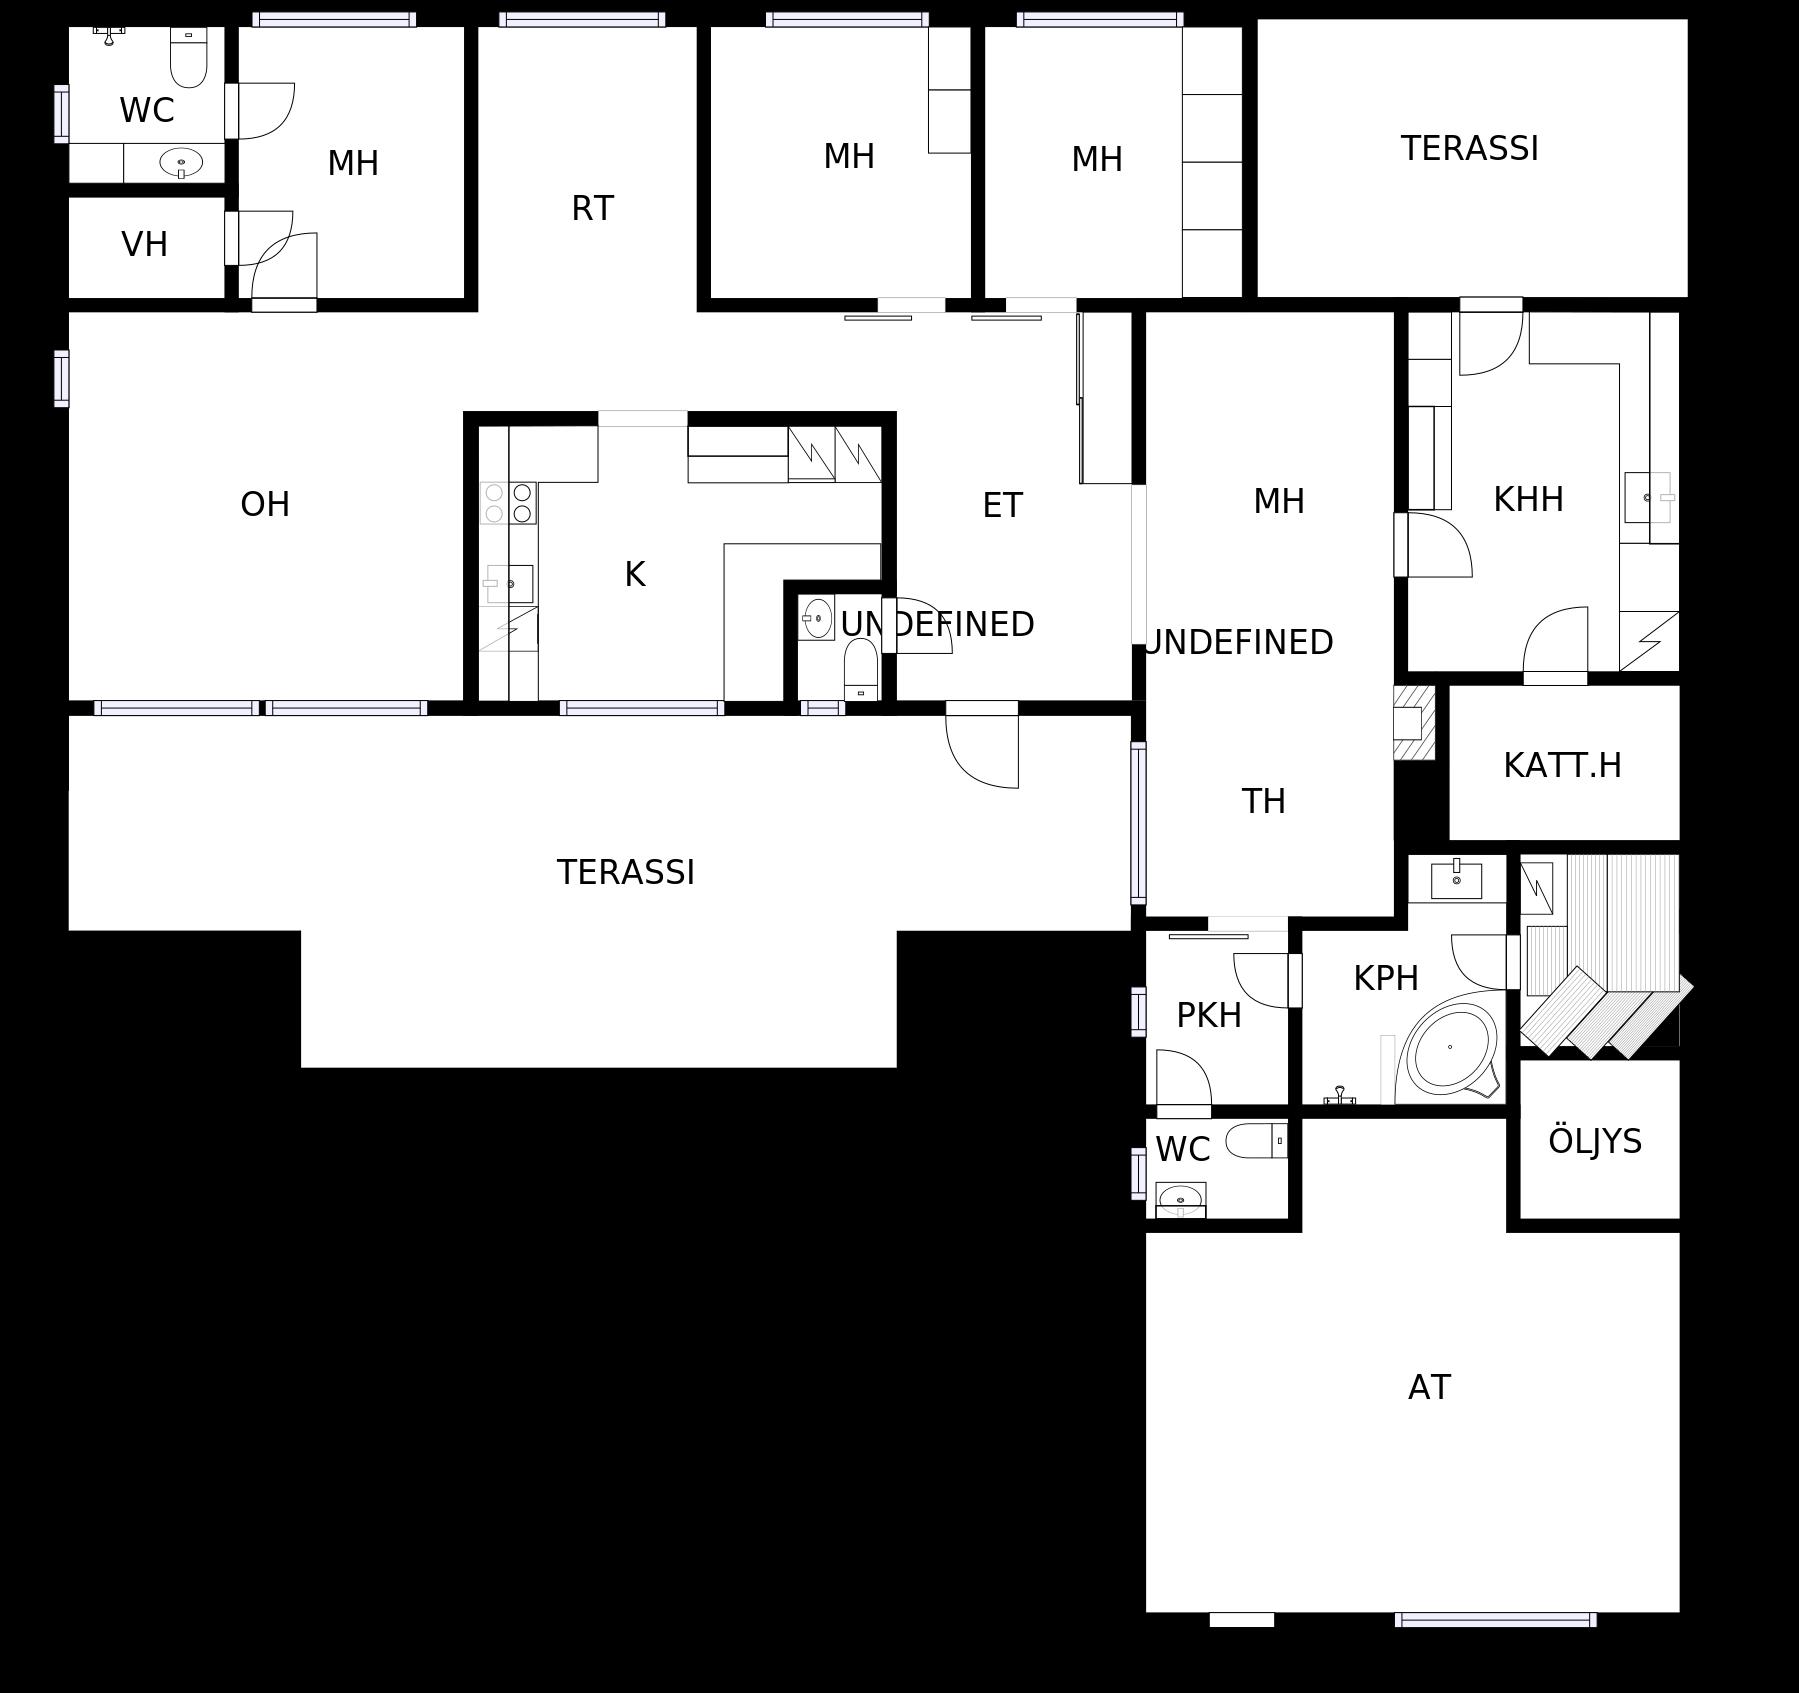 WC
MH
RT
MH
MH
TERASSI
VH
OH
K
ET
UNDEFINED
MH
UNDEFINED
KHH
TH
KATT.H
TERASSI
PKH
KPH
WC
ÖLJYS
AT